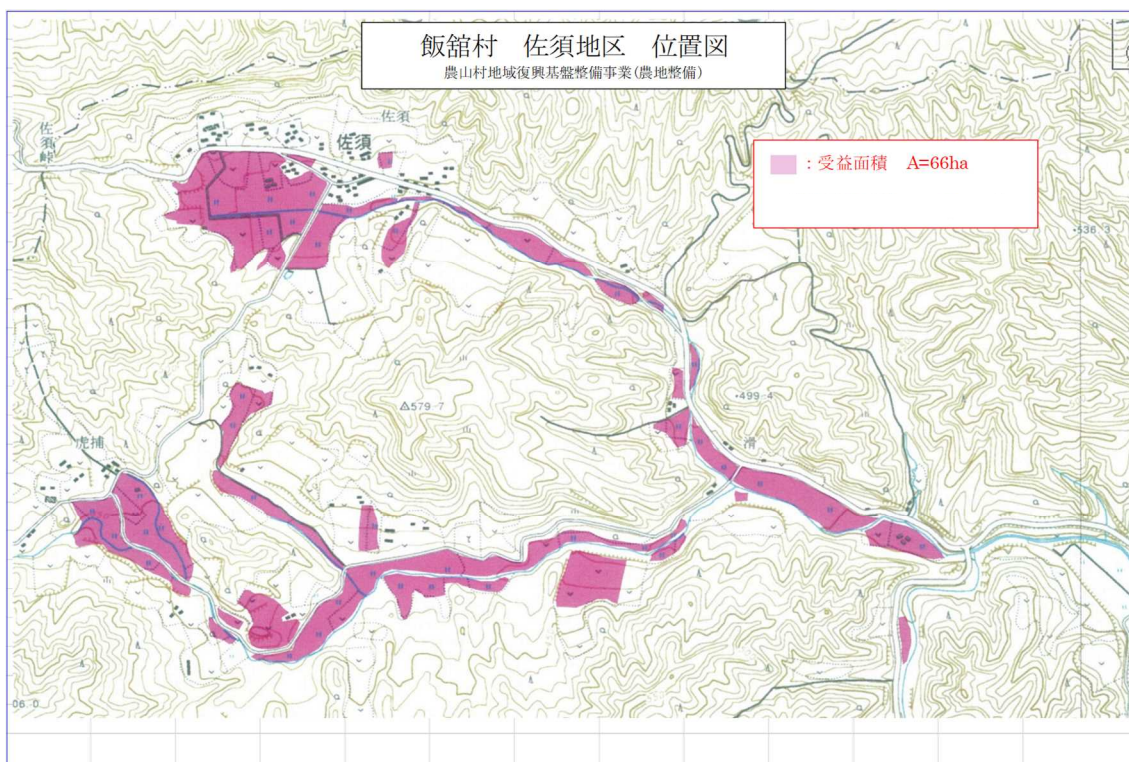 飯舘村　佐須地区　位置図
農山村地域復興基盤整備事業(農地整備)
：受益面積　A=66ha
佐須峠
佐須
佐須
536.3
579.7
499.4
滑
虎捕
06.0